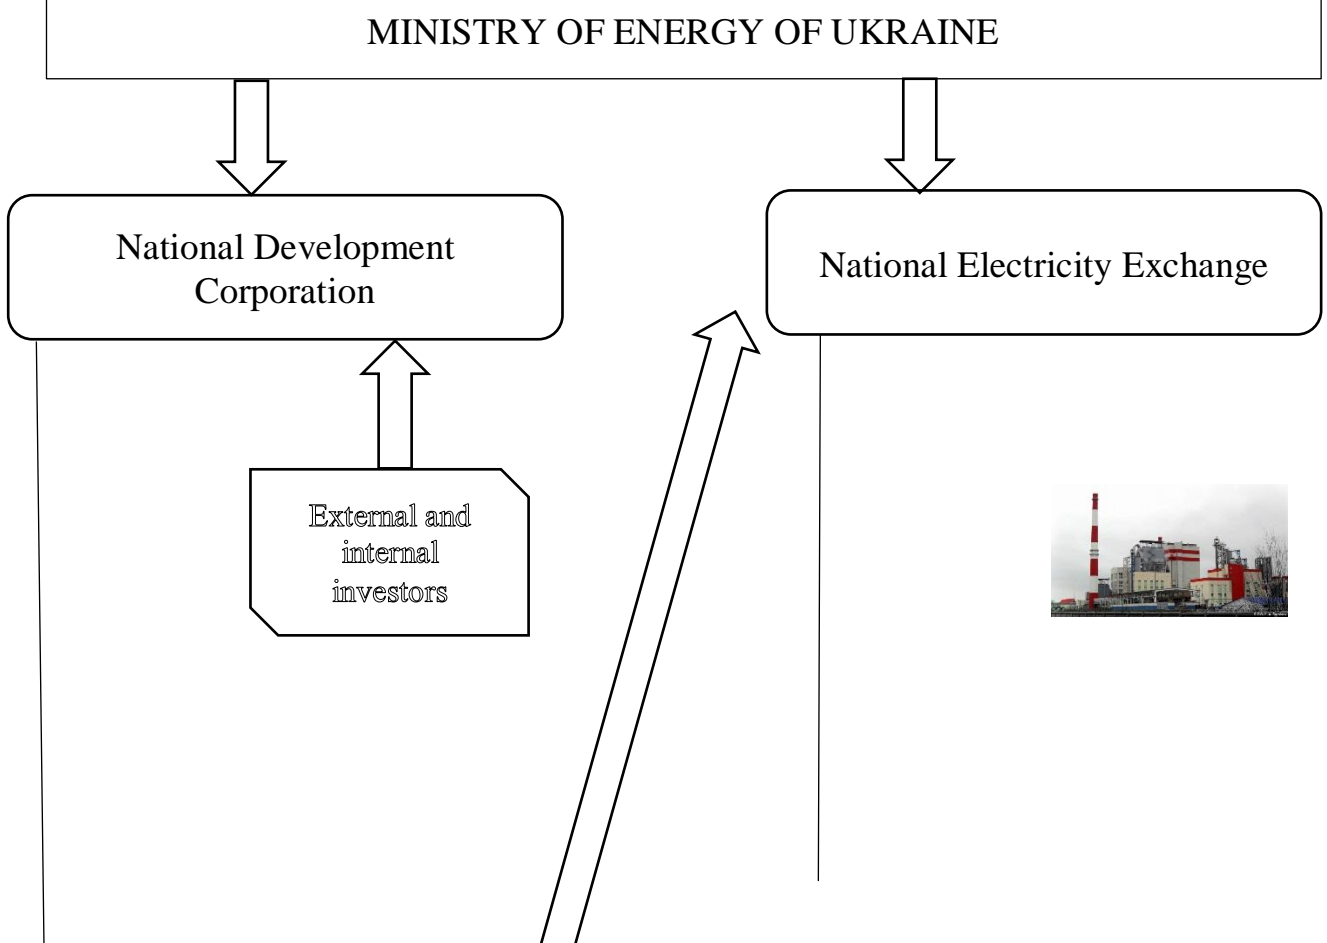 MINISTRY OF ENERGY OF UKRAINE
National Development
Corporation
National Electricity Exchange
External and
internal
investors